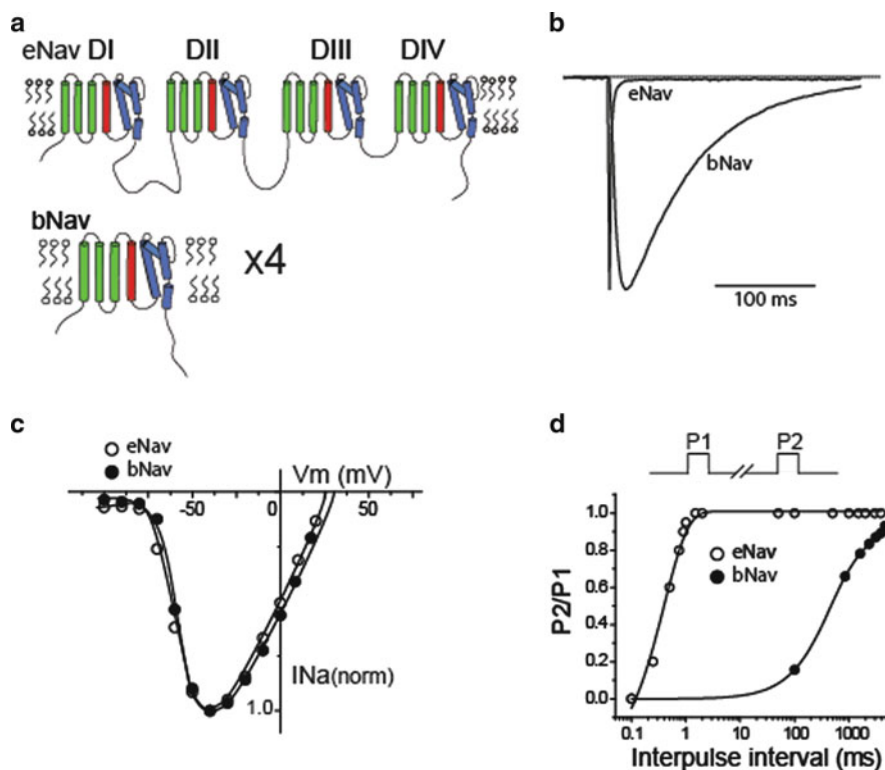 a
eNav DI DII DIII DIV
bNav
x4
b
eNav
bNav
100 ms
c
eNav
bNav
Vm (mV)
-50 0 50
INa(norm)
1.0
d
P1 P2
1.0
0.8
0.6
0.4
0.2
0.0
P2/P1
eNav
bNav
0.1 1 10 100 1000
Interpulse interval (ms)